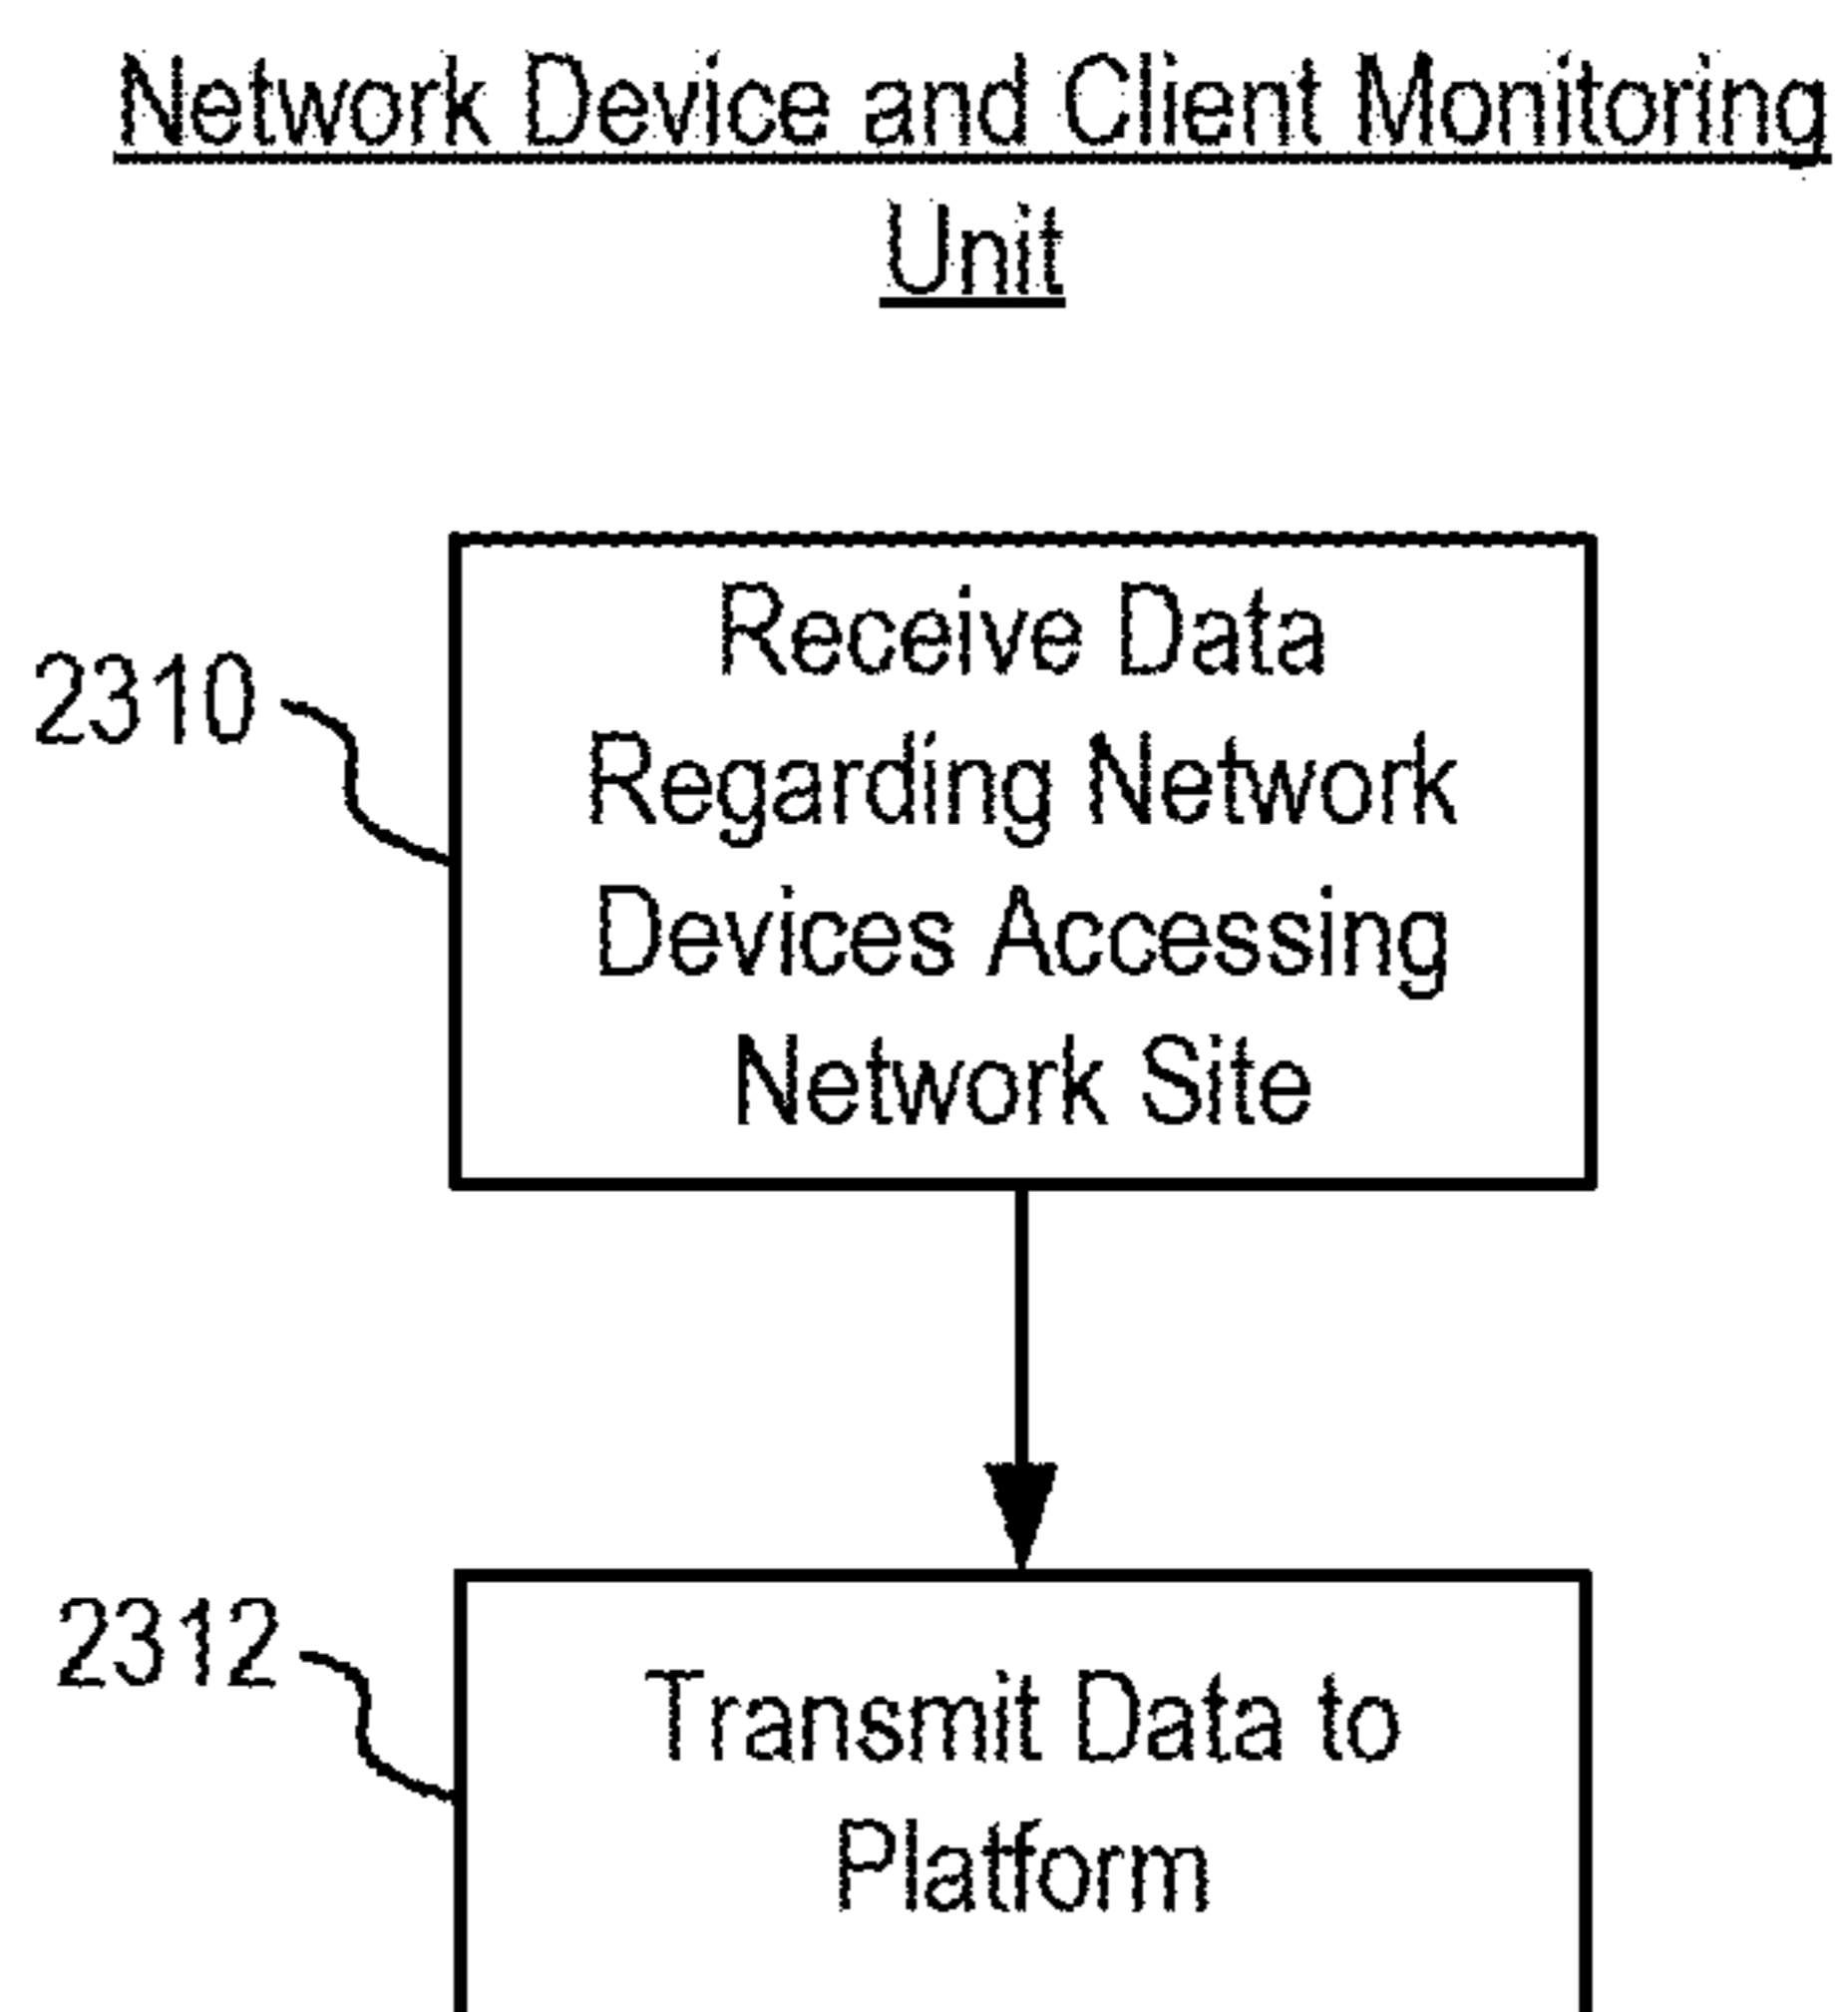 Network Device and Client Monitoring
Unit
2310
Receive Data
Regarding Network
Devices Accessing
Network Site
2312
Transmit Data to
Platform